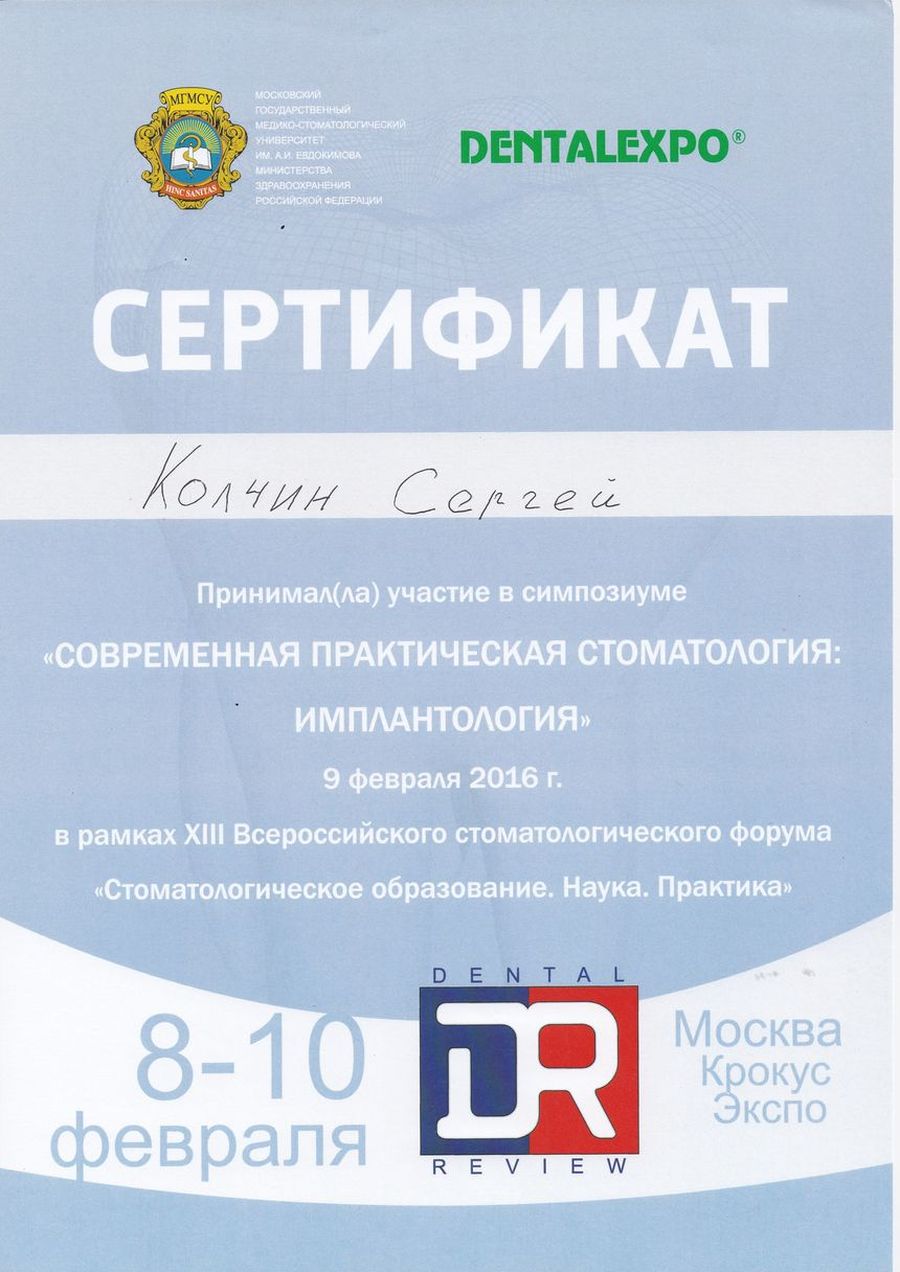 МГМСУ
HINC SANITAS
МОСКОВСКИЙ
ГОСУДАРСТВЕННЫЙ
МЕДИКО-СТОМАТОЛОГИЧЕСКИЙ
УНИВЕРСИТЕТ
ИМ. А.И. ЕВДОКИМОВА
МИНИСТЕРСТВА
ЗДРАВООХРАНЕНИЯ
РОССИЙСКОЙ ФЕДЕРАЦИИ
DENTALEXPO®
СЕРТИФИКАТ
Колчин Сергей
Принимал(ла) участие в симпозиуме
«СОВРЕМЕННАЯ ПРАКТИЧЕСКАЯ СТОМАТОЛОГИЯ:
ИМПЛАНТОЛОГИЯ»
9 февраля 2016 г.
в рамках XIII Всероссийского стоматологического форума
«Стоматологическое образование. Наука. Практика»
8-10
февраля
DENTAL
DR
REVIEW
Москва
Крокус
Экспо